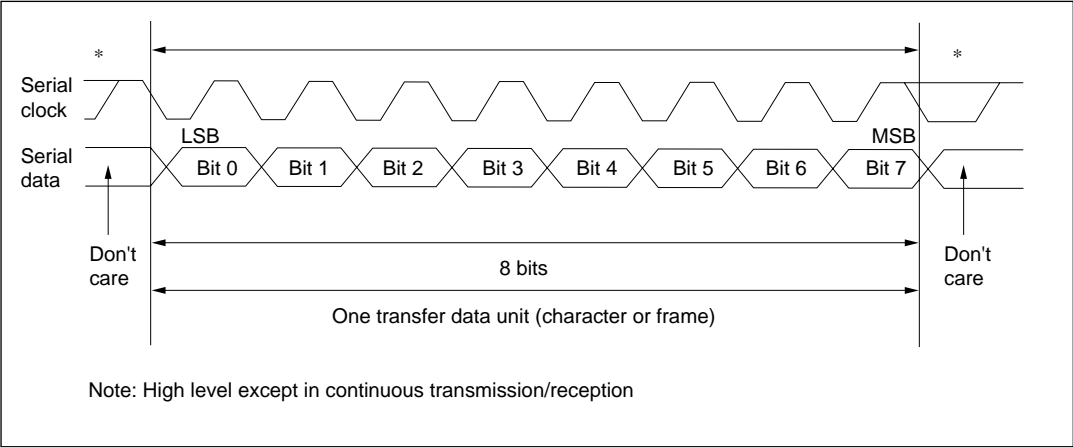 * *
Serial
clock
LSB MSB
Serial
data
Bit 0 Bit 1 Bit 2 Bit 3 Bit 4 Bit 5 Bit 6 Bit 7
Don't
care
Don't
care
8 bits
One transfer data unit (character or frame)
Note: High level except in continuous transmission/reception